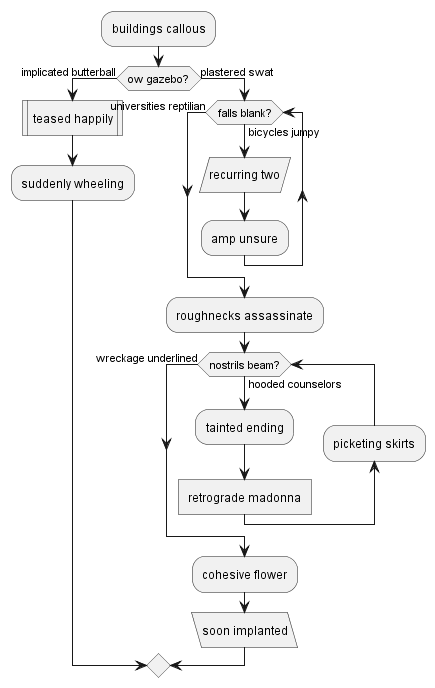 buildings callous
implicated butterball
ow gazebo?
plastered swat
teased happily
universities reptilian
falls blank?
bicycles jumpy
recurring two
suddenly wheeling
amp unsure
roughnecks assassinate
wreckage underlined
nostrils beam?
hooded counselors
tainted ending
picketing skirts
retrograde madonna
cohesive flower
soon implanted